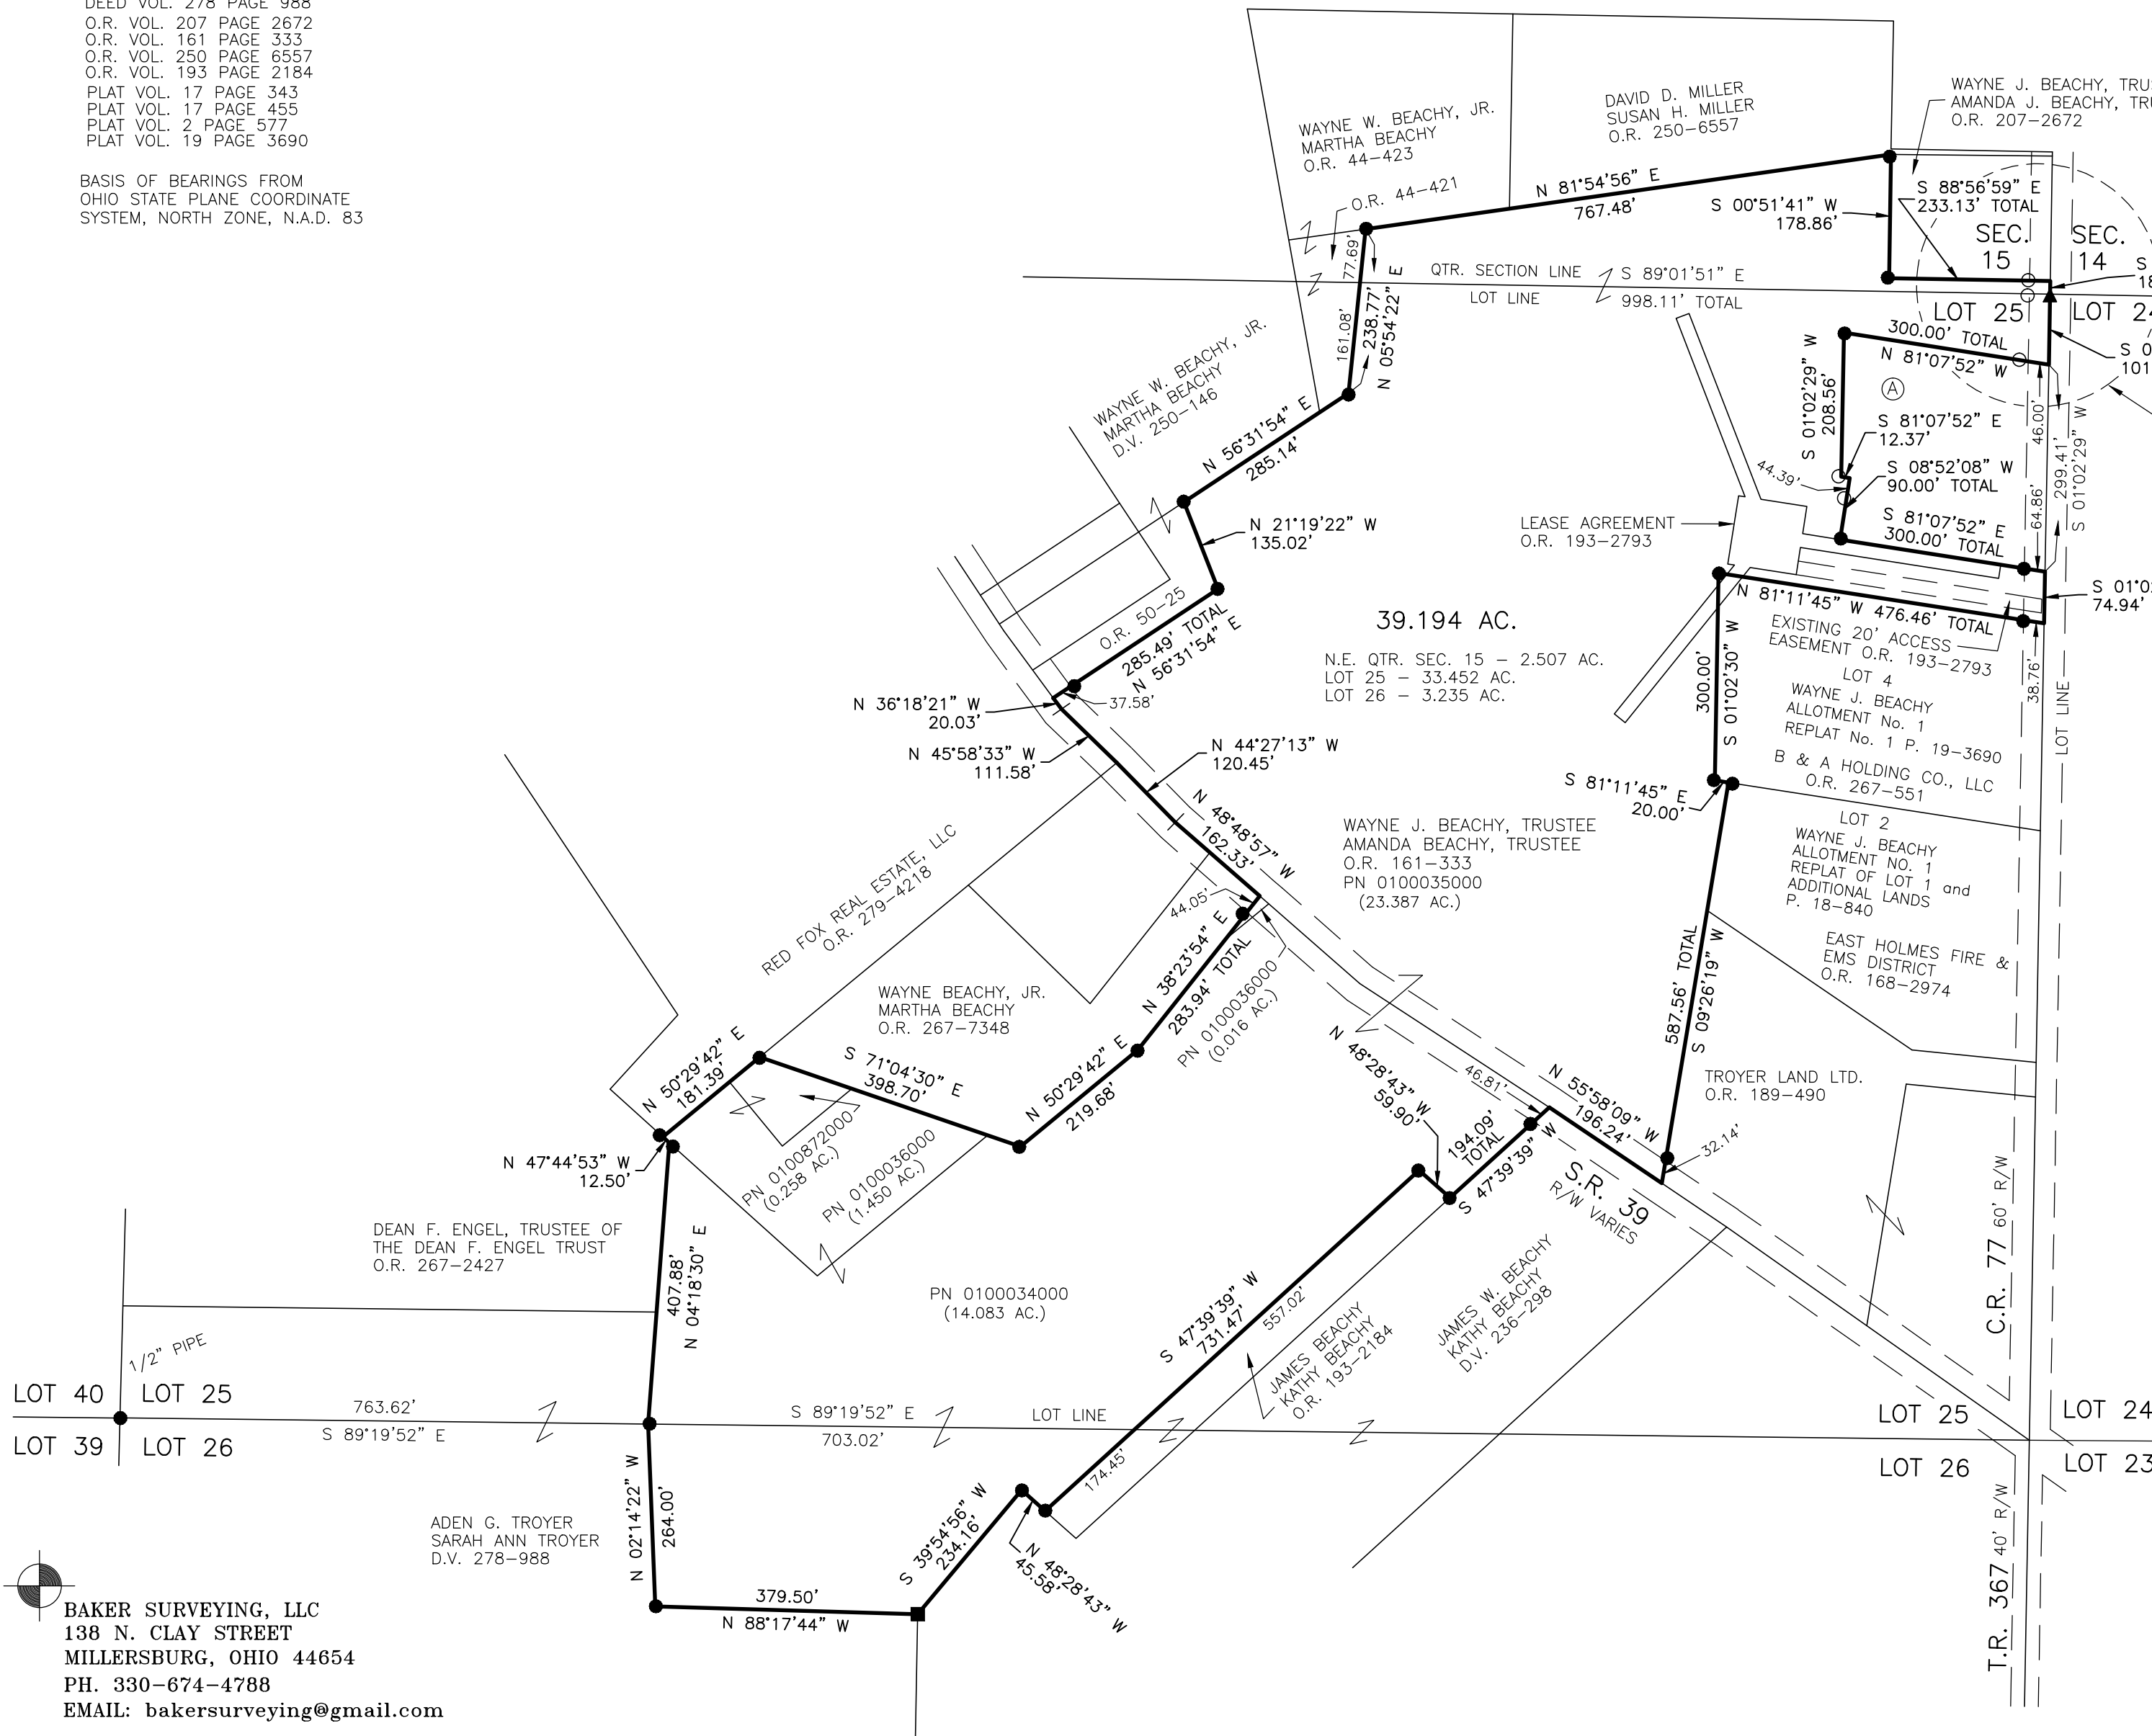 DEED VOL. 278 PAGE 988
O.R. VOL. 207 PAGE 2672
O.R. VOL. 161 PAGE 333
O.R. VOL. 250 PAGE 6557
O.R. VOL. 193 PAGE 2184
PLAT VOL. 17 PAGE 343
PLAT VOL. 17 PAGE 455
PLAT VOL. 2 PAGE 577
PLAT VOL. 19 PAGE 3690
BASIS OF BEARINGS FROM
OHIO STATE PLANE COORDINATE
SYSTEM, NORTH ZONE, N.A.D. 83
WAYNE W. BEACHY, JR.
MARTHA BEACHY
O.R. 44-423
DAVID D. MILLER
SUSAN H. MILLER
O.R. 250-6557
WAYNE J. BEACHY,
AMANDA J. BEACHY,
O.R. 207-2672
O.R. 44-421
N 81°54'56" E
767.48'
S 00°51'41" W
178.86'
S 88°56'59" E
233.13' TOTAL
SEC.
15
SEC.
14
77.69'
QTR. SECTION LINE
S 89°01'51" E
LOT LINE
998.11' TOTAL
LOT 25
161.08'
238.77'
N 05°54'22" E
300.00' TOTAL
N 81°07'52" W
S 01°02'29" W
208.56'
A
46.00'
S 81°07'52" E
12.37'
44.39'
S 08°52'08" W
90.00' TOTAL
64.86'
299.41'
S 01°02'29" W
WAYNE W. BEACHY, JR.
MARTHA BEACHY
D.V. 250-146
N 56°31'54" E
285.14'
N 21°19'22" W
135.02'
LEASE AGREEMENT
O.R. 193-2793
S 81°07'52" E
300.00' TOTAL
74.94'
N 81°11'45" W 476.46' TOTAL
EXISTING 20' ACCESS
EASEMENT O.R. 193-2793
O.R. 50-25
285.49' TOTAL
N 56°31'54" E
39.194 AC.
N.E. QTR. SEC. 15 - 2.507 AC.
LOT 25 - 33.452 AC.
LOT 26 - 3.235 AC.
300.00'
S 01°02'30" W
38.76'
LOT LINE
LOT 4
WAYNE J. BEACHY
ALLOTMENT No. 1
REPLAT No. 1 P. 19-3690
B & A HOLDING CO., LLC
O.R. 267-551
N 36°18'21" W
20.03'
37.58'
N 45°58'33" W
111.58'
N 44°27'13" W
120.45'
S 81°11'45" E
20.00'
LOT 2
WAYNE J. BEACHY
ALLOTMENT NO. 1
REPLAT OF LOT 1 and
ADDITIONAL LANDS
P. 18-840
N 48°48'57" W
162.33'
WAYNE J. BEACHY, TRUSTEE
AMANDA BEACHY, TRUSTEE
O.R. 161-333
PN 0100035000
(23.387 AC.)
RED FOX REAL ESTATE, LLC
O.R. 279-4218
44.05'
N 38°23'54" E
283.94' TOTAL
PN 0100036000
(0.016 AC.)
587.56' TOTAL
S 09°26'19" W
EAST HOLMES FIRE &
EMS DISTRICT
O.R. 168-2974
WAYNE BEACHY, JR.
MARTHA BEACHY
O.R. 267-7348
N 50°29'42" E
181.39'
S 71°04'30" E
398.70'
N 50°29'42" E
219.68'
N 48°28'43" W
59.90'
46.81'
194.09'
TOTAL
S 47°39'39" W
N 55°58'09" W
196.24'
TROYER LAND LTD.
O.R. 189-490
32.14'
N 47°44'53" W
12.50'
PN 0100872000
(0.258 AC.)
PN 0100036000
(1.450 AC.)
S.R. 39
R/W VARIES
DEAN F. ENGEL, TRUSTEE OF
THE DEAN F. ENGEL TRUST
O.R. 267-2427
407.88'
N 04°18'30" E
PN 0100034000
(14.083 AC.)
S 47°39'39" W
731.47'
557.02'
JAMES BEACHY
KATHY BEACHY
O.R. 193-2184
JAMES W. BEACHY
KATHY BEACHY
D.V. 236-298
C.R. 77 60' R/W
1/2" PIPE
LOT 40
LOT 25
763.62'
S 89°19'52" E
LOT LINE
LOT 25
LOT 24
LOT 39
LOT 26
S 89°19'52" E
703.02'
LOT 26
LOT 23
174.45'
N 02°14'22" W
264.00'
S 39°54'56" W
234.16'
N 48°28'43" W
45.58'
ADEN G. TROYER
SARAH ANN TROYER
D.V. 278-988
379.50'
N 88°17'44" W
T.R. 367 40' R/W
BAKER SURVEYING, LLC
138 N. CLAY STREET
MILLERSBURG, OHIO 44654
PH. 330-674-4788
EMAIL: bakersurveying@gmail.com